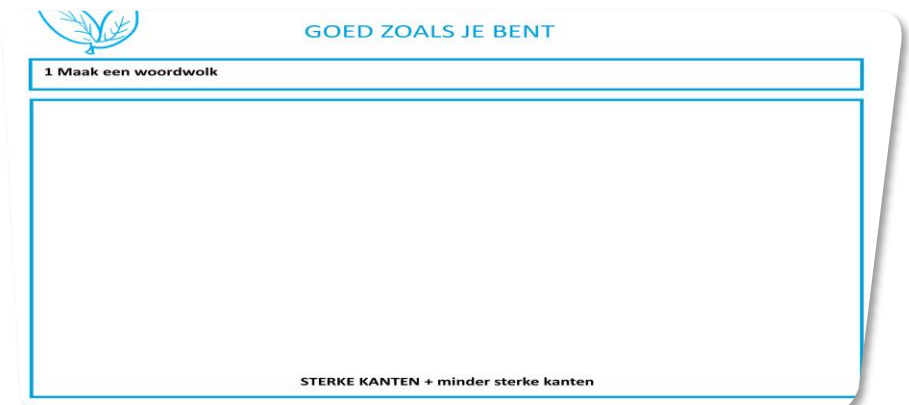 GOED ZOALS JE BENT
1 Maak een woordwolk
STERKE KANTEN + minder sterke kanten